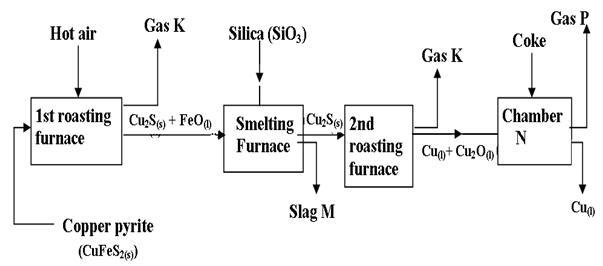 Gas P
Hot air
Gas K
Silica (SiO₃)
Coke
Gas K
1st roasting
furnace
Cu₂S₍ₛ₎ + FeO₍ₗ₎
Smelting
Furnace
Cu₂S₍ₛ₎
2nd
roasting
furnace
Cu₍ₗ₎+ Cu₂O₍ₗ₎
Chamber
N
Slag M
Cu₍ₗ₎
Copper pyrite
(CuFeS₂₍ₛ₎)